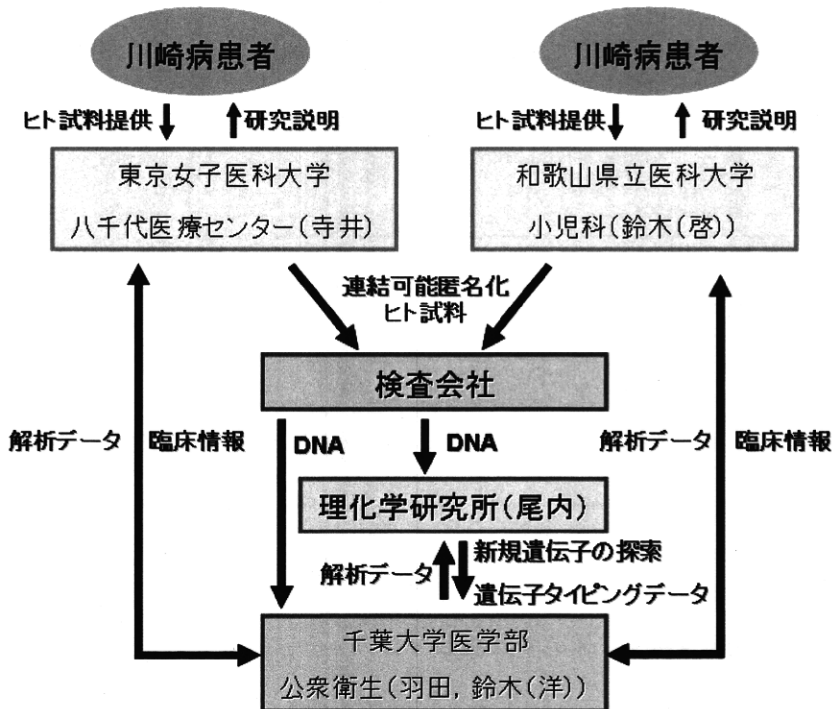 川崎病患者
川崎病患者
ヒト試料提供
研究説明
ヒト試料提供
研究説明
東京女子医科大学
八千代医療センター(寺井)
和歌山県立医科大学
小児科(鈴木(啓))
連結可能匿名化
ヒト試料
検査会社
解析データ
臨床情報
DNA
DNA
解析データ
臨床情報
理化学研究所(尾内)
新規遺伝子の探索
解析データ
遺伝子タイピングデータ
千葉大学医学部
公衆衛生(羽田, 鈴木(洋))